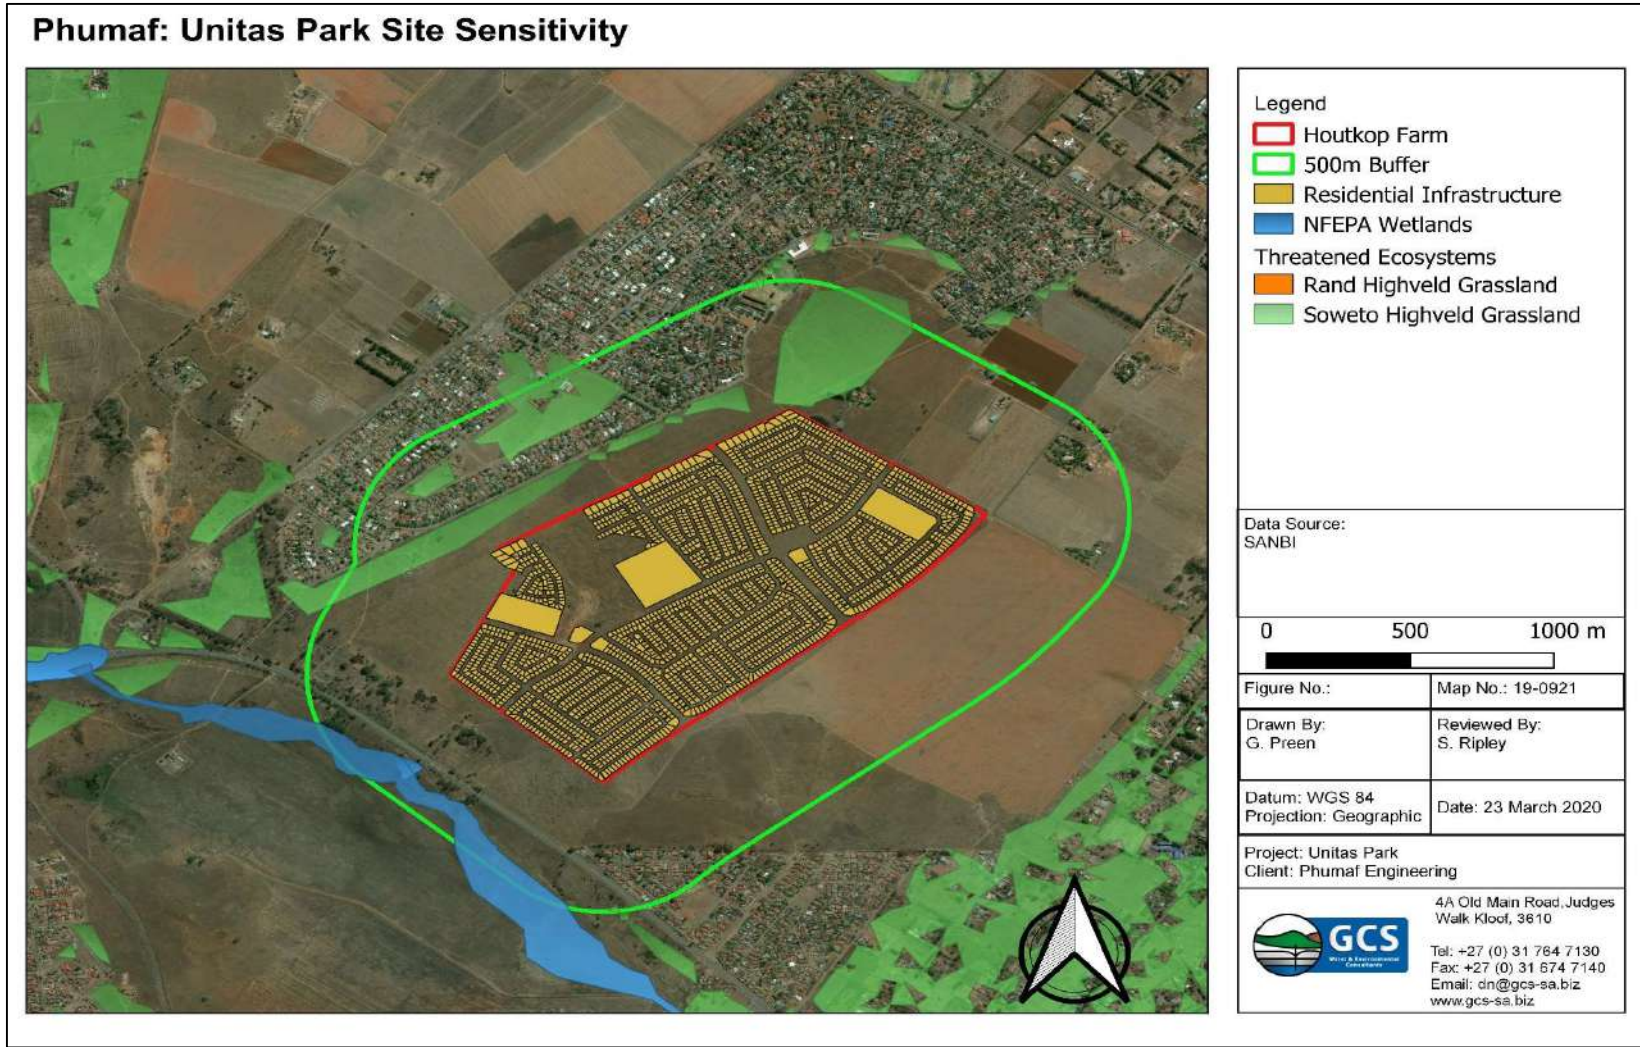 Phumaf: Unitas Park Site Sensitivity
Legend
Houtkop Farm
500m Buffer
Residential Infrastructure
NFEPA Wetlands
Threatened Ecosystems
Rand Highveld Grassland
Soweto Highveld Grassland
Data Source:
SANBI
0 500 1000 m
Figure No.:
Map No.: 19-0921
Drawn By:
G. Preen
Reviewed By:
S. Ripley
Datum: WGS 84
Projection: Geographic
Date: 23 March 2020
Project: Unitas Park
Client: Phumaf Engineering
GCS
Water & Environmental
Consultants
4A Old Main Road,Judges
Walk Kloof, 3610
Tel: +27 (0) 31 764 7130
Fax: +27 (0) 31 674 7140
Email: dn@gcs-sa.biz
www.gcs-sa.biz